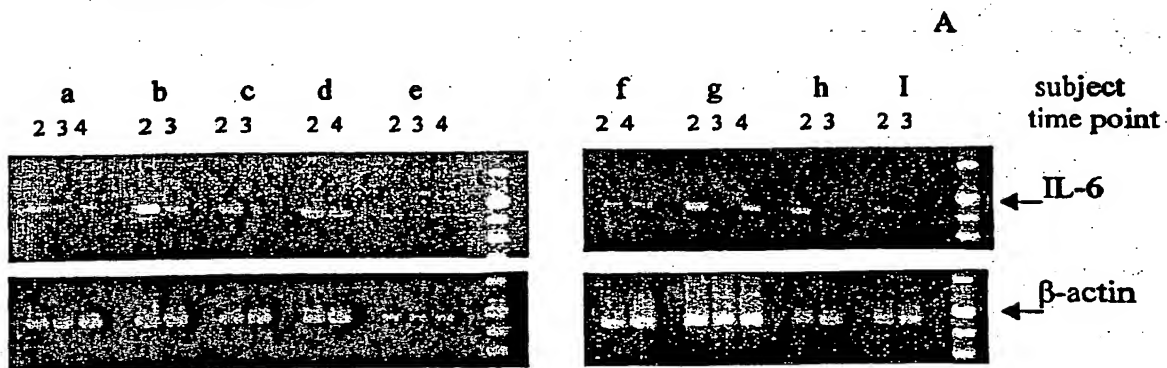 A
a b c d e f g h I subject
2 3 4 2 3 2 3 2 4 2 3 4 2 4 2 3 4 2 3 2 3 time point
IL-6
β-actin